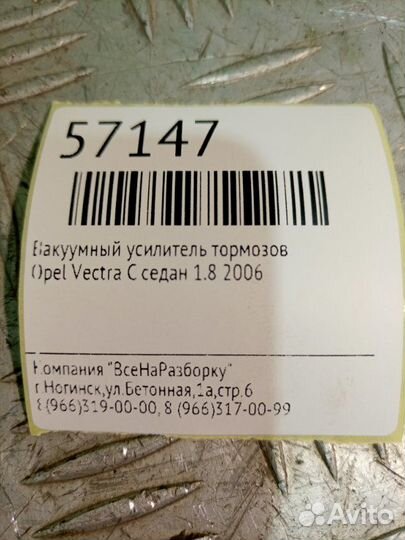 57147
Вакуумный усилитель тормозов
Opel Vectra C седан 1.8 2006
Компания "ВсеНаРазборку"
г.Ногинск,ул.Бетонная,1а,стр.6
8(966)319-00-00, 8 (966)317-00-99
Avito